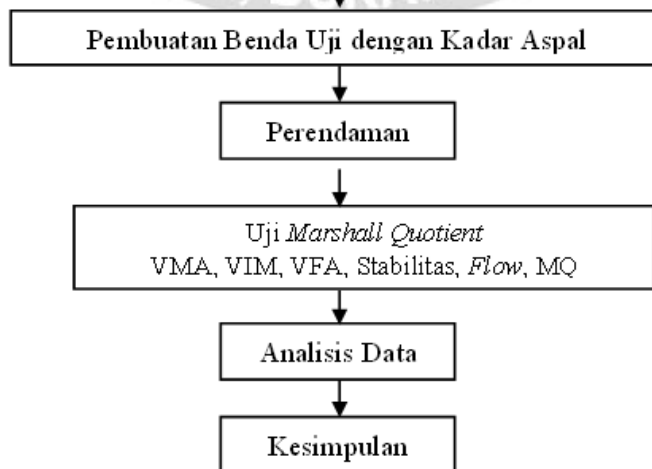 Pembuatan Benda Uji dengan Kadar Aspal
Perendaman
Uji Marshall Quotient
VMA, VIM, VFA, Stabilitas, Flow, MQ
Analisis Data
Kesimpulan